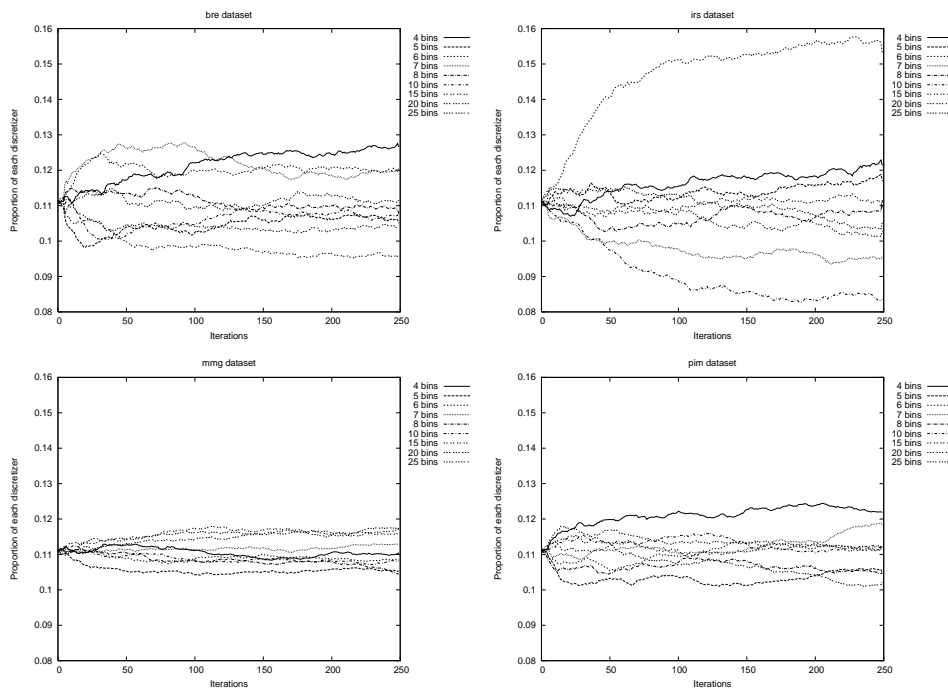 bre dataset
0.16
0.15
0.14
0.13
0.12
0.11
0.1
0.09
0.08
0
50
100
150
200
250
Iterations
Proportion of each discretizer
4 bins
5 bins
6 bins
7 bins
8 bins
10 bins
15 bins
20 bins
25 bins
irs dataset
0.16
0.15
0.14
0.13
0.12
0.11
0.1
0.09
0.08
0
50
100
150
200
250
Iterations
Proportion of each discretizer
4 bins
5 bins
6 bins
7 bins
8 bins
10 bins
15 bins
20 bins
25 bins
mmg dataset
0.16
0.15
0.14
0.13
0.12
0.11
0.1
0.09
0.08
0
50
100
150
200
250
Iterations
Proportion of each discretizer
4 bins
5 bins
6 bins
7 bins
8 bins
10 bins
15 bins
20 bins
25 bins
pim dataset
0.16
0.15
0.14
0.13
0.12
0.11
0.1
0.09
0.08
0
50
100
150
200
250
Iterations
Proportion of each discretizer
4 bins
5 bins
6 bins
7 bins
8 bins
10 bins
15 bins
20 bins
25 bins